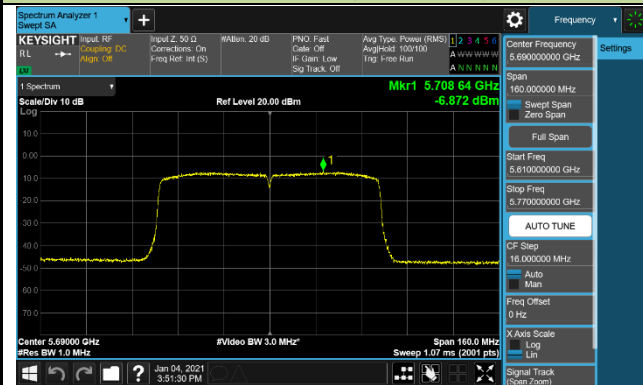 Spectrum Analyzer 1
Swept SA
+
Frequency
KEYSIGHT Input: RF
RL Coupling: DC
Align: Off
Input Z: 50 Ω
Corrections: On
Freq Ref: Int (S)
#Atten: 20 dB
PNO: Fast
Gate: Off
IF Gain: Low
Sig Track: Off
Avg Type: Power (RMS)
Avg|Hold: 100/100
Trig: Free Run
1 2 3 4 5 6
A W W W W W
A N N N N N
1 Spectrum
Scale/Div 10 dB
Log
Ref Level 20.00 dBm
Mkr1 5.708 64 GHz
-6.872 dBm
10.0
0.00
-10.0
-20.0
-30.0
-40.0
-50.0
-60.0
-70.0
1
Center 5.69000 GHz
#Res BW 1.0 MHz
#Video BW 3.0 MHz*
Span 160.0 MHz
Sweep 1.07 ms (2001 pts)
Jan 04, 2021
3:51:30 PM
?
Center Frequency
5.690000000 GHz
Settings
Span
160.000000 MHz
Swept Span
Zero Span
Full Span
Start Freq
5.610000000 GHz
Stop Freq
5.770000000 GHz
AUTO TUNE
CF Step
16.000000 MHz
Auto
Man
Freq Offset
0 Hz
X Axis Scale
Log
Lin
Signal Track
(Span Zoom)